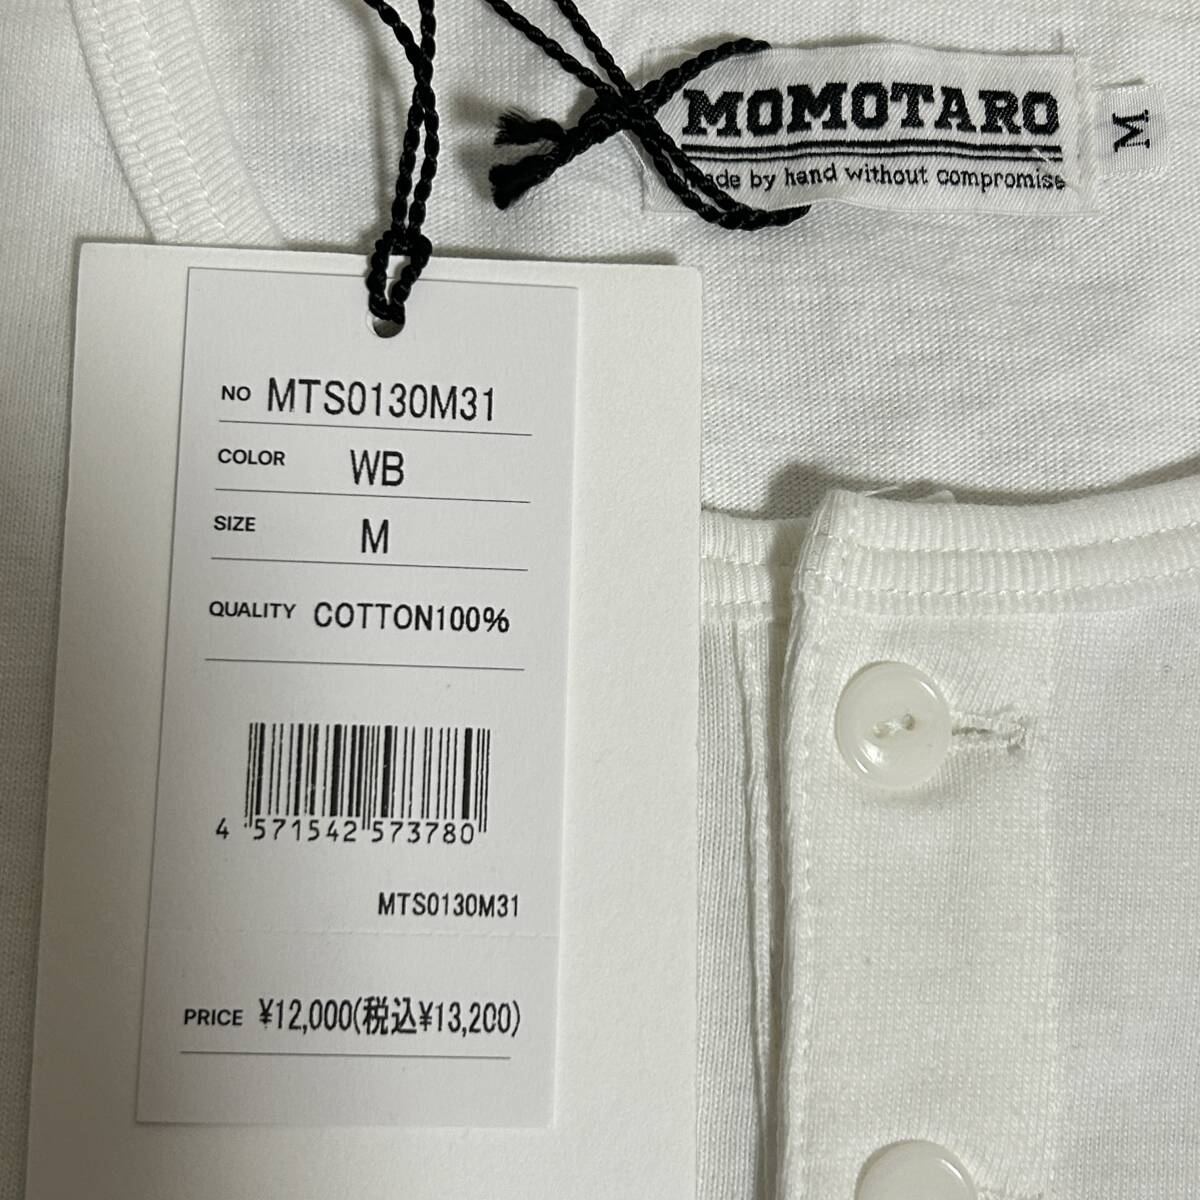 MOMOTARO
made by hand without compromise
M
NO MTS0130M31
COLOR WB
SIZE M
QUALITY COTTON100%
4 571542 573780
MTS0130M31
PRICE ¥12,000(税込¥13,200)